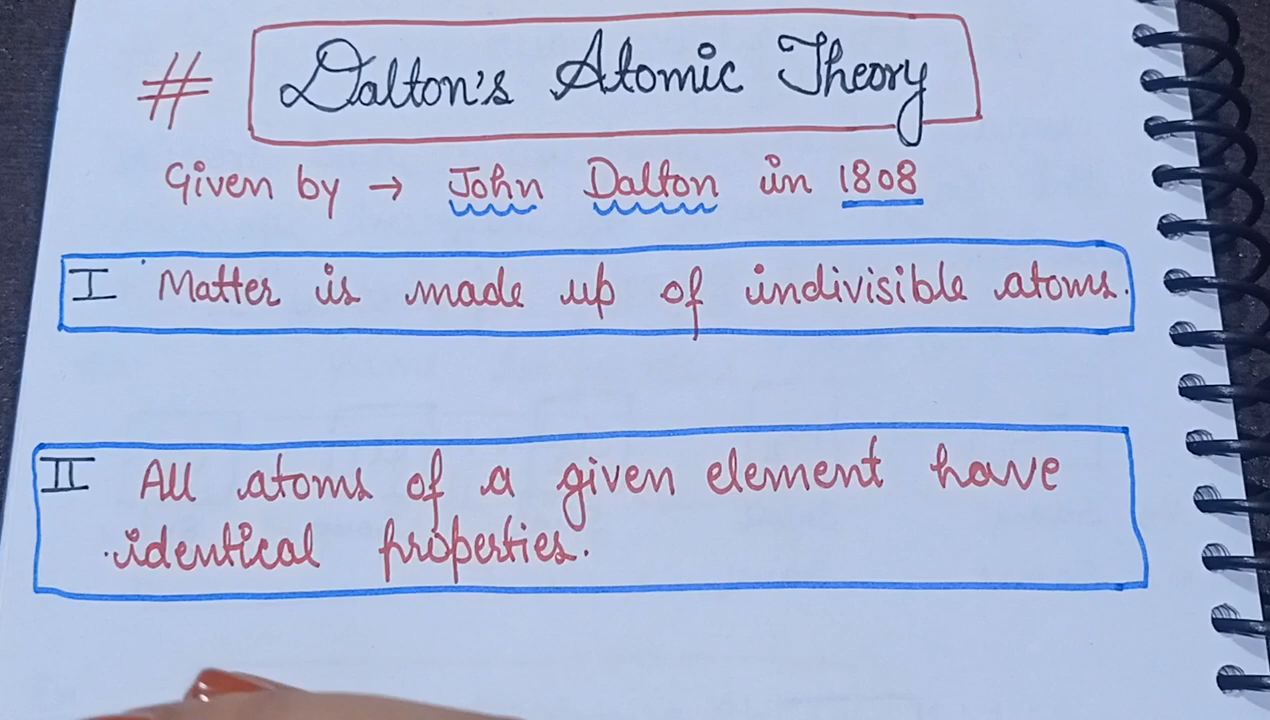 # Dalton's Atomic Theory
Given by → John Dalton in 1808
I Matter is made up of indivisible atoms.
II All atoms of a given element have
identical properties.